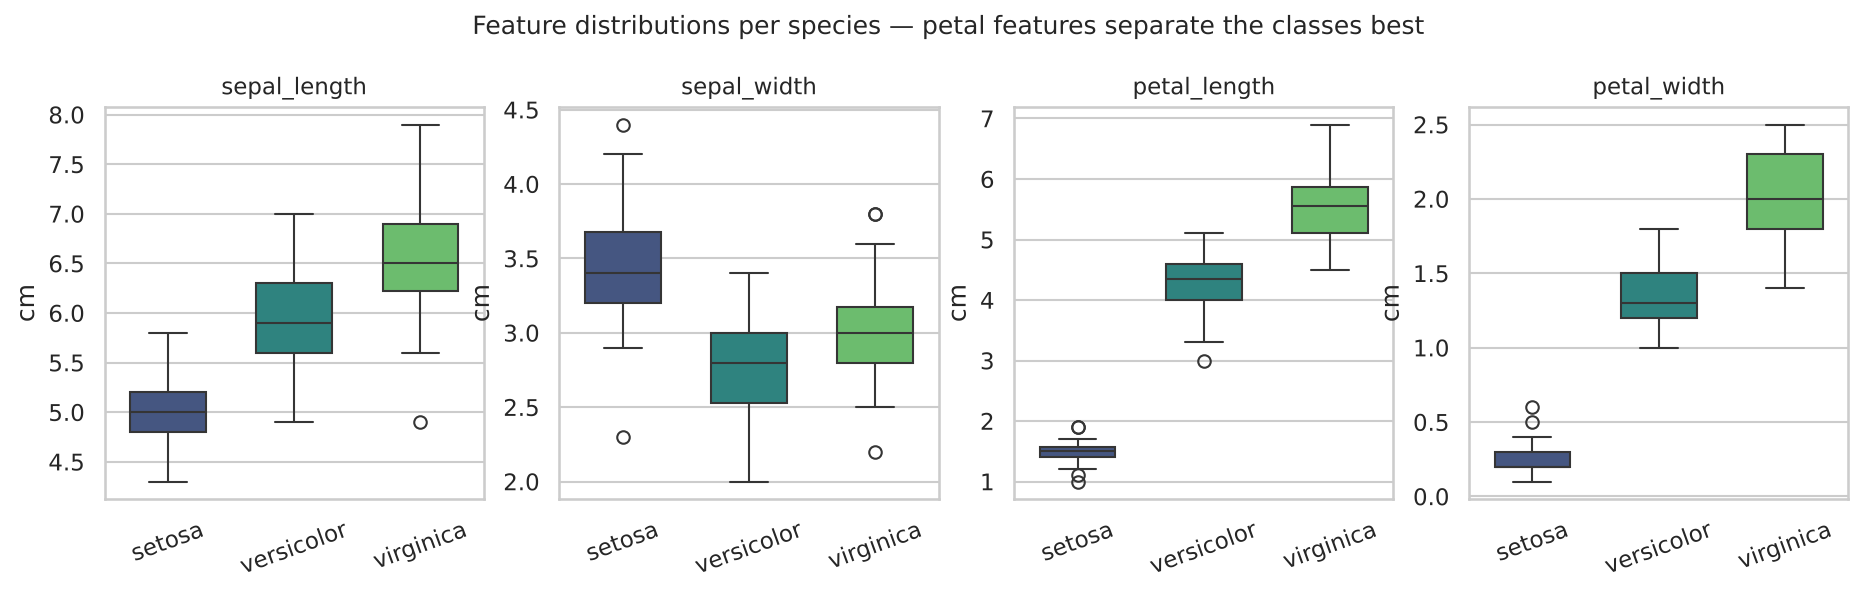 Feature distributions per species — petal features separate the classes best
sepal_length
cm
8.0
7.5
7.0
6.5
6.0
5.5
5.0
4.5
setosa
versicolor
virginica
sepal_width
cm
4.5
4.0
3.5
3.0
2.5
2.0
setosa
versicolor
virginica
petal_length
cm
7
6
5
4
3
2
1
setosa
versicolor
virginica
petal_width
cm
2.5
2.0
1.5
1.0
0.5
0.0
setosa
versicolor
virginica